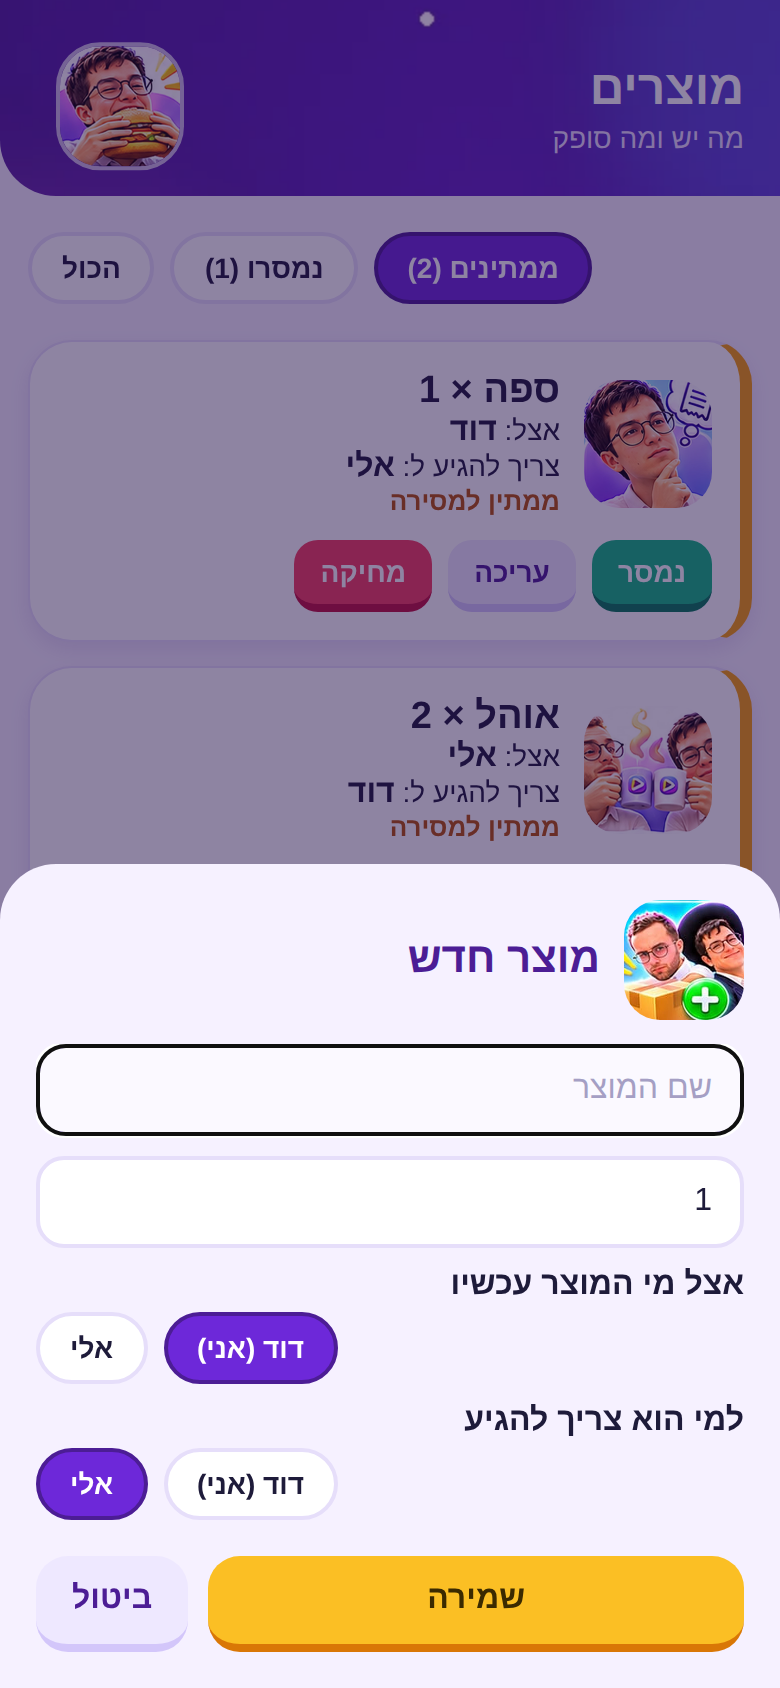 מוצרים
מה יש ומה סופק
ממתינים (2)
נמסרו (1)
הכול
ספה × 1
אצל: דוד
צריך להגיע ל: אלי
ממתין למסירה
נמסר
עריכה
מחיקה
אוהל × 2
אצל: אלי
צריך להגיע ל: דוד
ממתין למסירה
מוצר חדש
שם המוצר
1
אצל מי המוצר עכשיו
דוד (אני)
אלי
למי הוא צריך להגיע
דוד (אני)
אלי
שמירה
ביטול